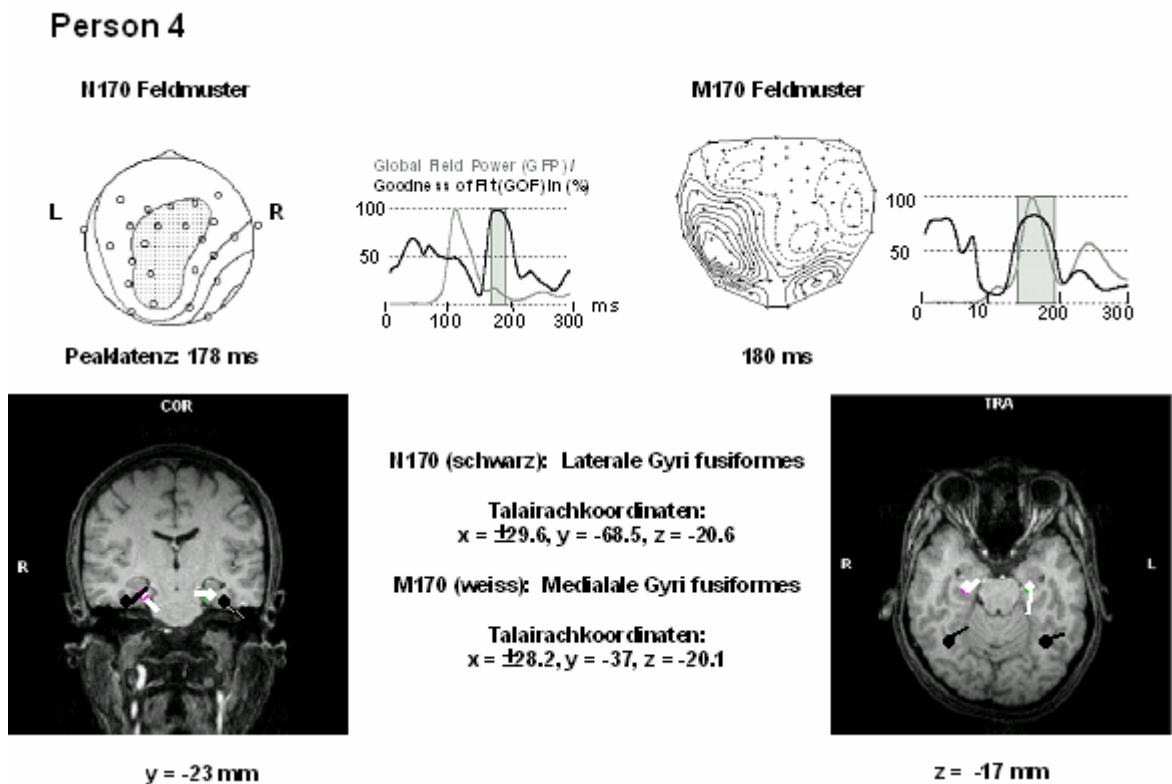 Person 4
N170 Feldmuster
M170 Feldmuster
Global Field Power (GFP) /
Goodness of Fit (GOF) in (%)
L
R
100
50
0
100
200
300
ms
100
50
0
10
200
300
Peaklatenz: 178 ms
180 ms
COR
R
N170 (schwarz): Laterale Gyri fusiformes
Talairachkoordinaten:
x = ±29.6, y = -68.5, z = -20.6
M170 (weiss): Medialale Gyri fusiformes
Talairachkoordinaten:
x = ±28.2, y = -37, z = -20.1
TRA
R
L
y = -23 mm
z = -17 mm